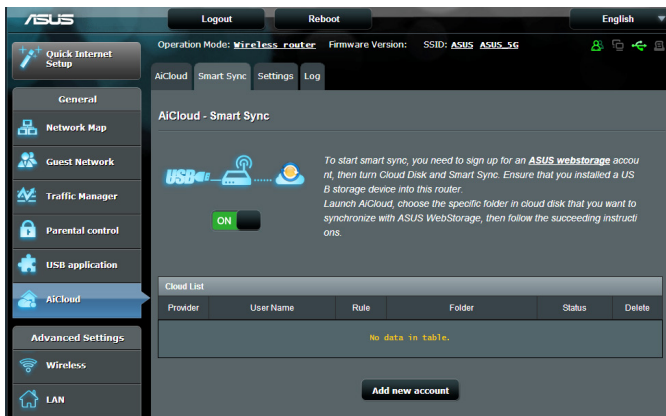 ASUS
Logout
Reboot
English
Quick Internet
Setup
Operation Mode: Wireless router Firmware Version: SSID: ASUS ASUS_5G
AiCloud Smart Sync Settings Log
General
Network Map
Guest Network
Traffic Manager
Parental control
USB application
AiCloud
Advanced Settings
Wireless
LAN
AiCloud - Smart Sync
USB
ON
To start smart sync, you need to sign up for an ASUS webstorage accou
nt, then turn Cloud Disk and Smart Sync. Ensure that you installed a US
B storage device into this router.
Launch AiCloud, choose the specific folder in cloud disk that you want to
synchronize with ASUS WebStorage, then follow the succeeding instructi
ons.
Cloud List
Provider User Name Rule Folder Status Delete
No data in table.
Add new account